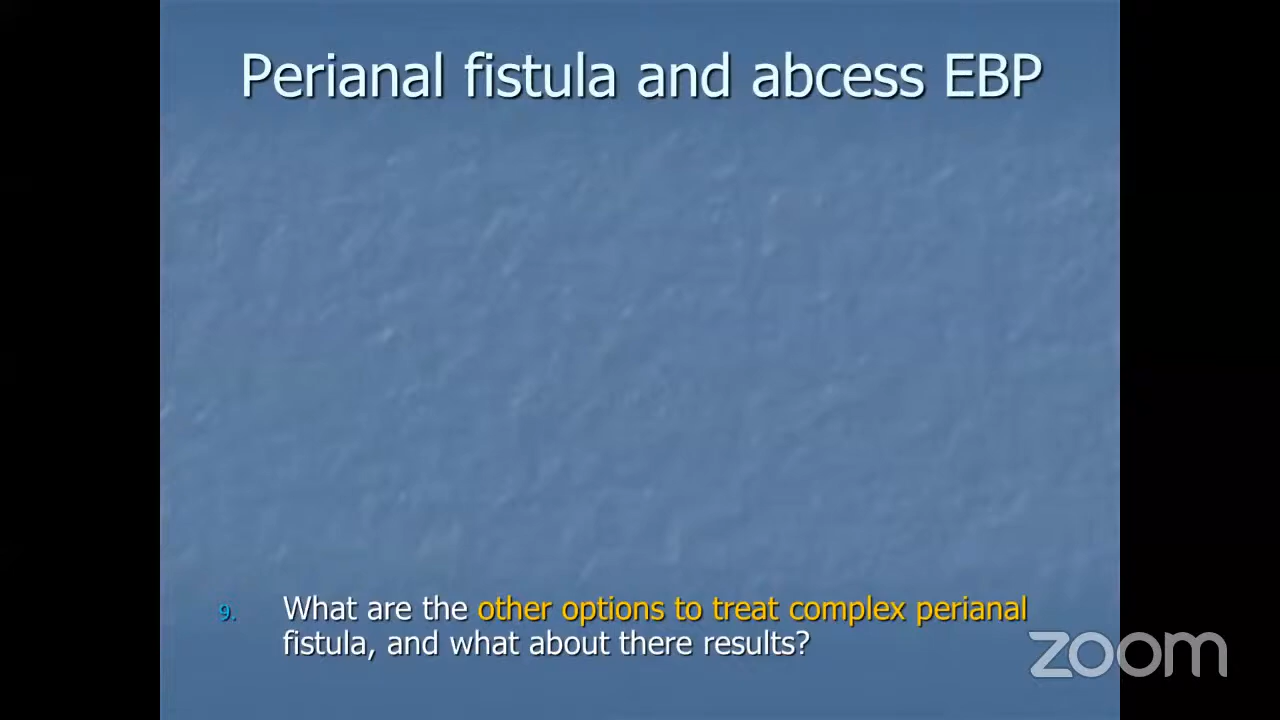 Perianal fistula and abcess EBP
9. What are the other options to treat complex perianal
fistula, and what about there results?
zoom